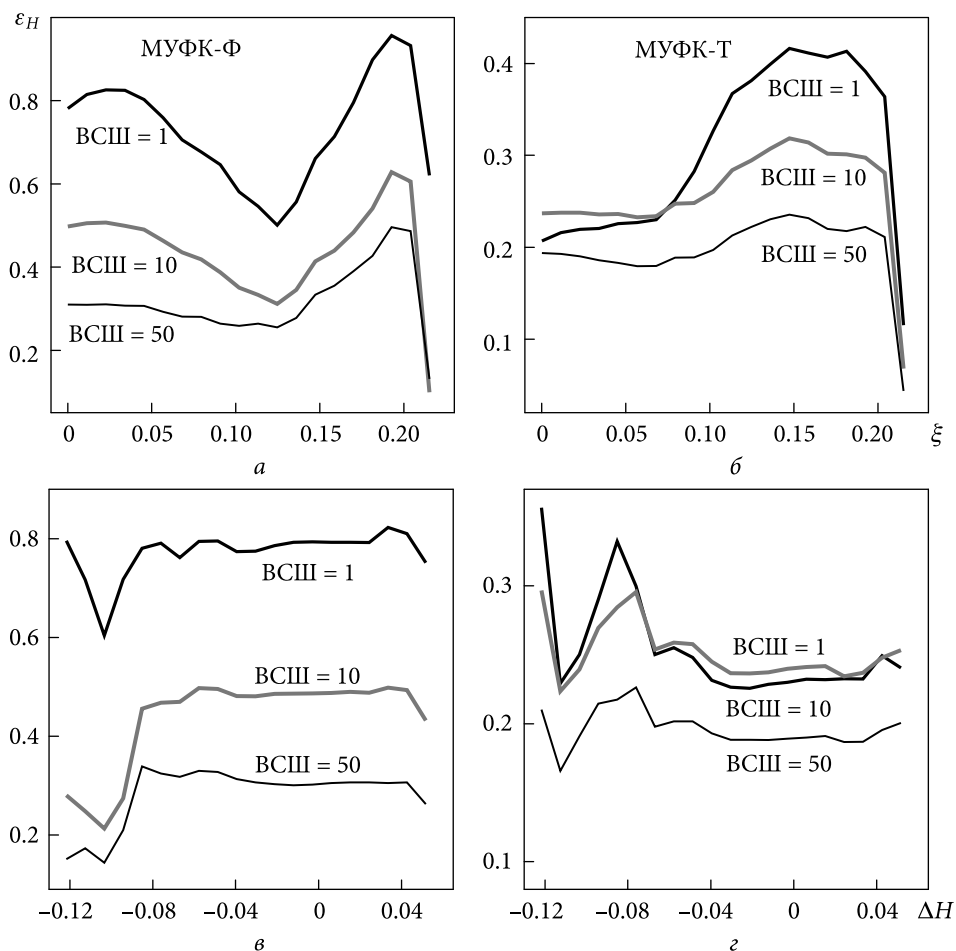 ε_H
МУФК-Ф
0.8
ВСШ = 1
0.6
0.4
ВСШ = 10
ВСШ = 50
0.2
0 0.05 0.10 0.15 0.20
а
МУФК-Т
0.4
ВСШ = 1
0.3
ВСШ = 10
0.2
ВСШ = 50
0.1
0 0.05 0.10 0.15 0.20 ξ
б
0.8
ВСШ = 1
0.6
ВСШ = 10
0.4
ВСШ = 50
0.2
−0.12 −0.08 −0.04 0 0.04
в
0.3
ВСШ = 1
ВСШ = 10
0.2
ВСШ = 50
0.1
−0.12 −0.08 −0.04 0 0.04 ΔH
г